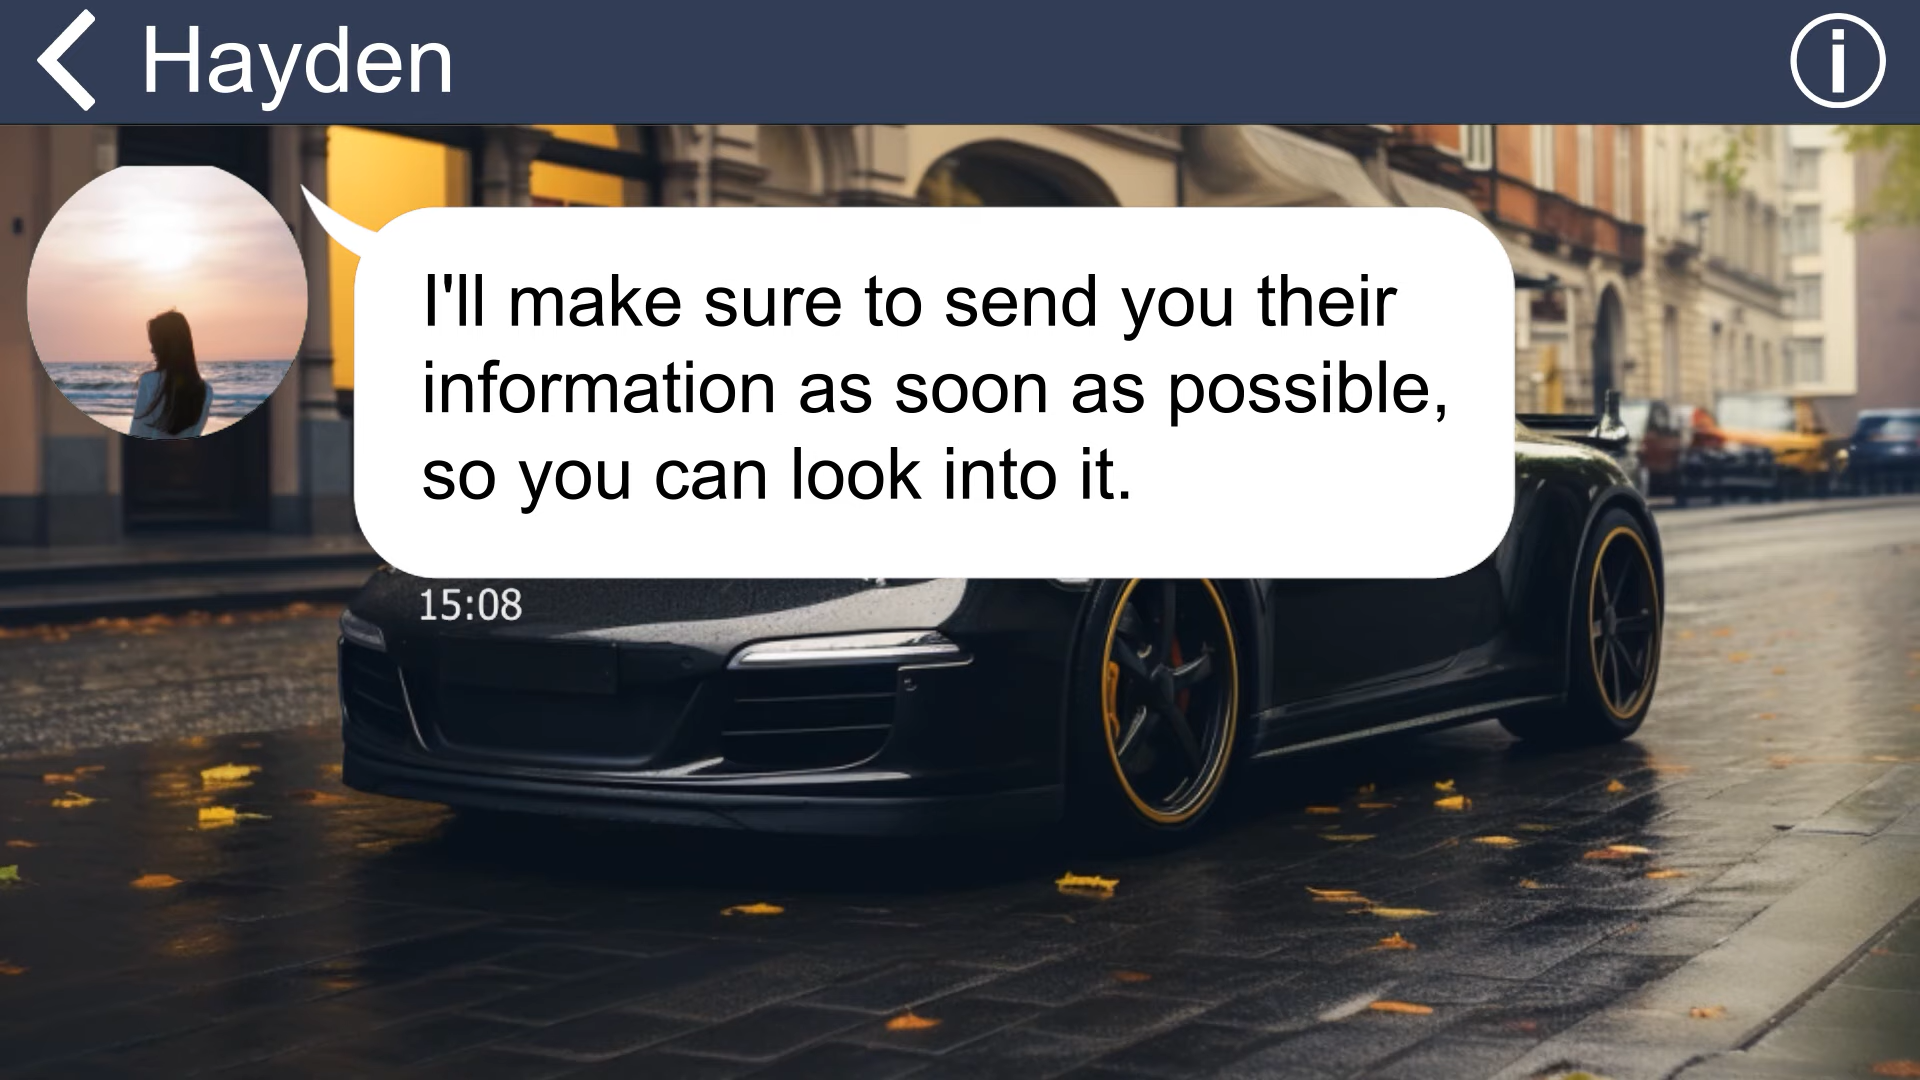 Hayden
I'll make sure to send you their
information as soon as possible,
so you can look into it.
15:08